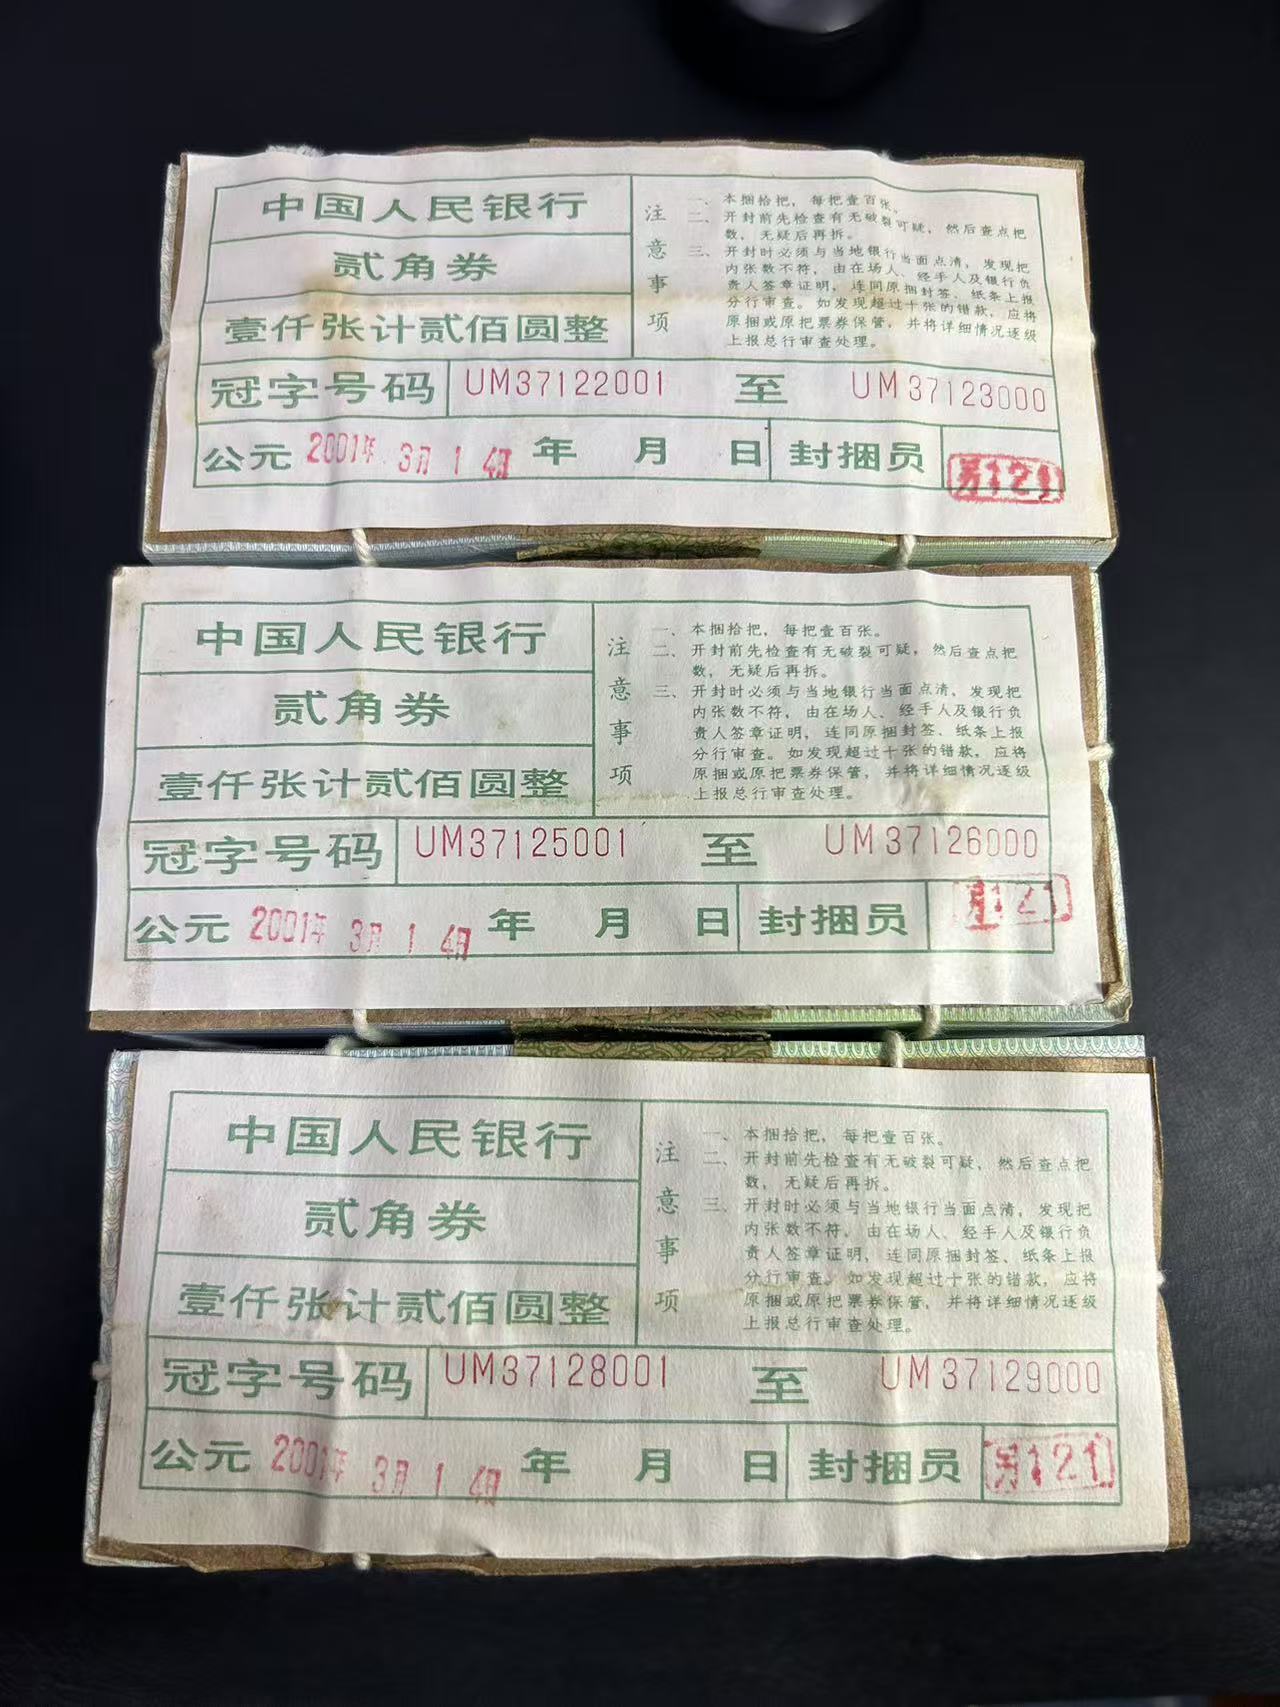 中国人民银行
贰角券
壹仟张计贰佰圆整
注意事项
一、本捆拾把，每把壹百张。
二、开封前先检查有无破裂可疑，然后查点把
数，无疑后再拆。
三、开封时必须与当地银行当面点清，发现把
内张数不符，由在场人、经手人及银行负
责人签章证明，连同原捆封签、纸条上报
分行审查。如发现超过十张的错款，应将
原捆或原把票券保管，并将详细情况逐级
上报总行审查处理。
冠字号码 UM37122001 至 UM37123000
公元 2001年 3月 1 4日 年 月 日 封捆员 121
中国人民银行
贰角券
壹仟张计贰佰圆整
注意事项
一、本捆拾把，每把壹百张。
二、开封前先检查有无破裂可疑，然后查点把
数，无疑后再拆。
三、开封时必须与当地银行当面点清，发现把
内张数不符，由在场人、经手人及银行负
责人签章证明，连同原捆封签、纸条上报
分行审查。如发现超过十张的错款，应将
原捆或原把票券保管，并将详细情况逐级
上报总行审查处理。
冠字号码 UM37125001 至 UM37126000
公元 2001年 3月 1 4日 年 月 日 封捆员 121
中国人民银行
贰角券
壹仟张计贰佰圆整
注意事项
一、本捆拾把，每把壹百张。
二、开封前先检查有无破裂可疑，然后查点把
数，无疑后再拆。
三、开封时必须与当地银行当面点清，发现把
内张数不符，由在场人、经手人及银行负
责人签章证明，连同原捆封签、纸条上报
分行审查。如发现超过十张的错款，应将
原捆或原把票券保管，并将详细情况逐级
上报总行审查处理。
冠字号码 UM37128001 至 UM37129000
公元 2001年 3月 1 4日 年 月 日 封捆员 121